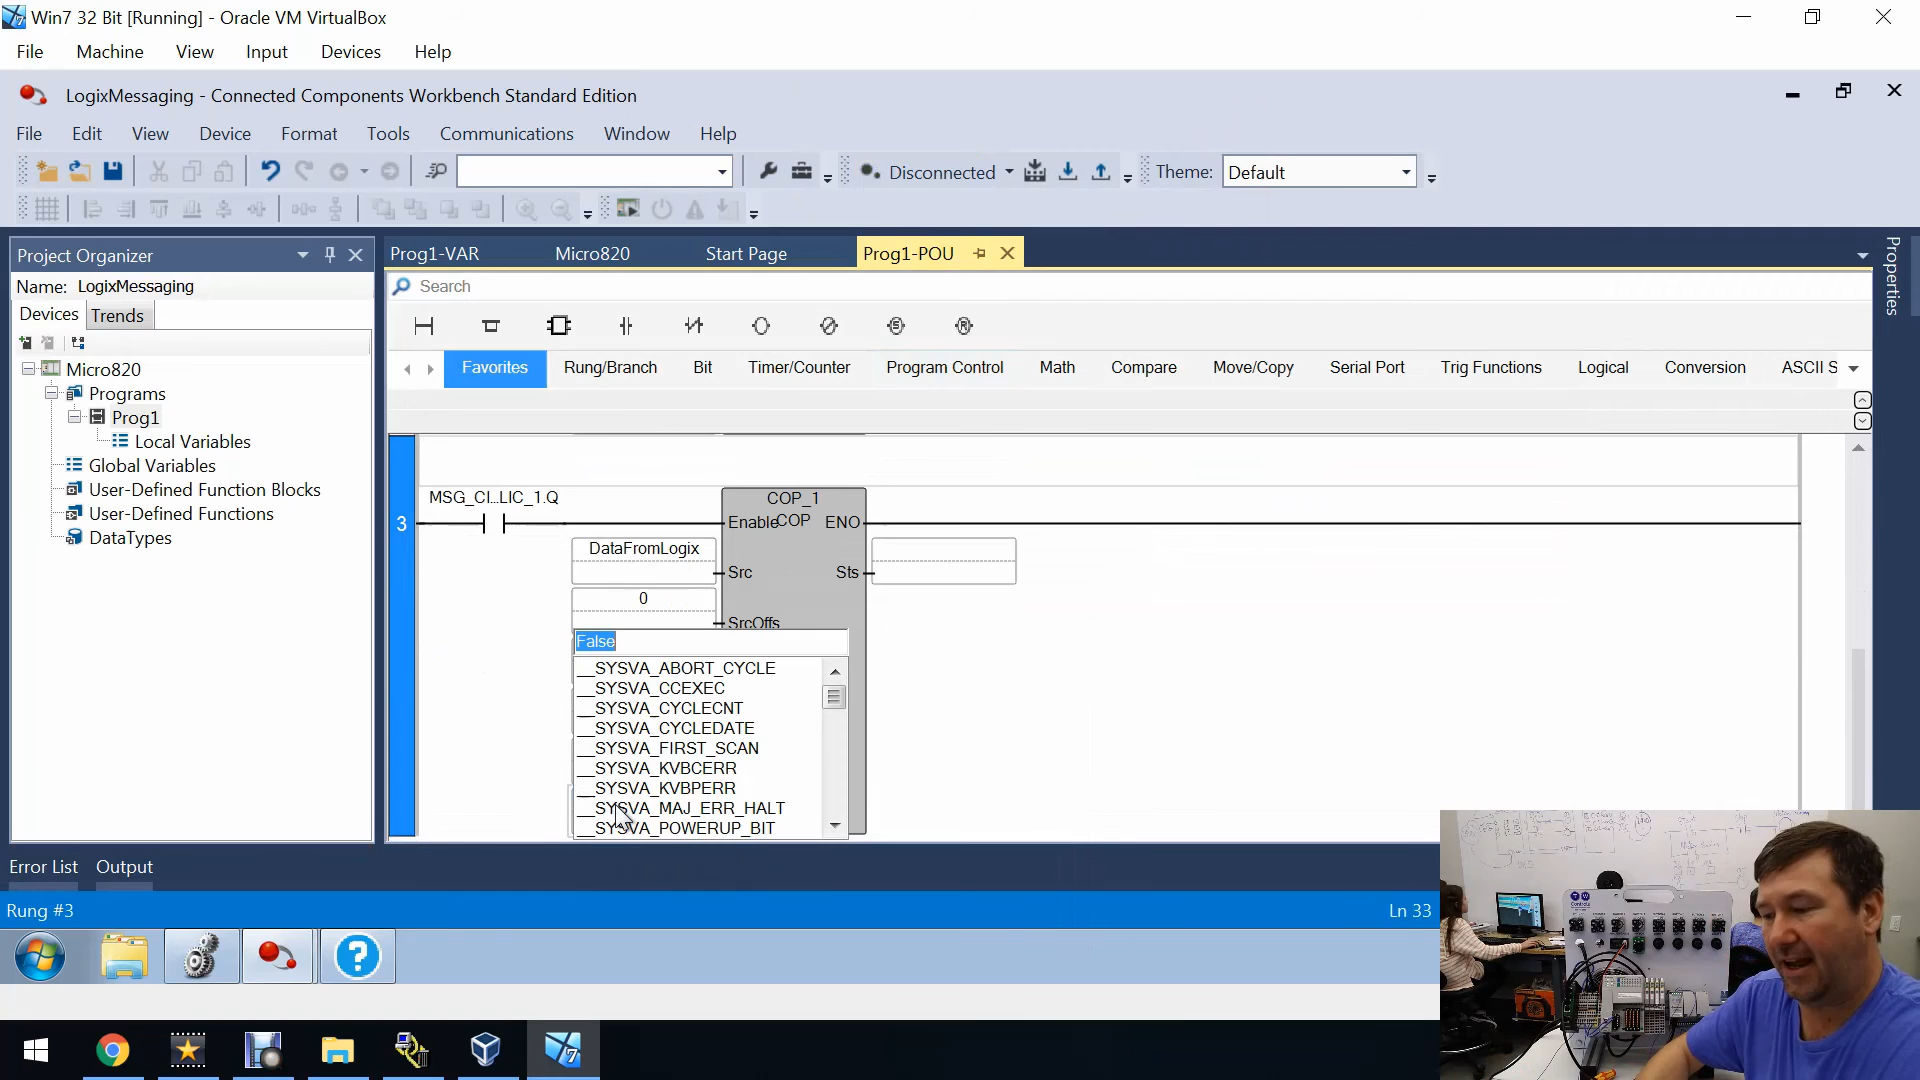 Win7 32 Bit [Running] - Oracle VM VirtualBox
File Machine View Input Devices Help
LogixMessaging - Connected Components Workbench Standard Edition
File Edit View Device Format Tools Communications Window Help
Disconnected Theme: Default
Project Organizer
Name: LogixMessaging
Devices Trends
Micro820
Programs
Prog1
Local Variables
Global Variables
User-Defined Function Blocks
User-Defined Functions
DataTypes
Prog1-VAR Micro820 Start Page Prog1-POU
Properties
Search
Favorites Rung/Branch Bit Timer/Counter Program Control Math Compare Move/Copy Serial Port Trig Functions Logical Conversion ASCII S
MSG_CI...LIC_1.Q
COP_1
3
Enable COP ENO
DataFromLogix
Src Sts
0
SrcOffs
False
__SYSVA_ABORT_CYCLE
__SYSVA_CCEXEC
__SYSVA_CYCLECNT
__SYSVA_CYCLEDATE
__SYSVA_FIRST_SCAN
__SYSVA_KVBCERR
__SYSVA_KVBPERR
__SYSVA_MAJ_ERR_HALT
__SYSVA_POWERUP_BIT
Error List Output
Rung #3 Ln 33